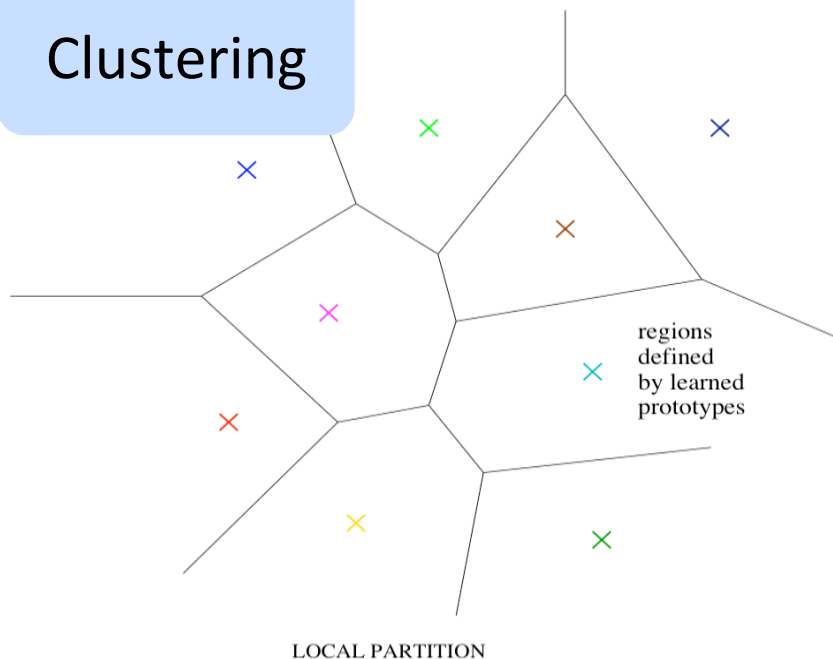 Clustering
regions
defined
by learned
prototypes
LOCAL PARTITION